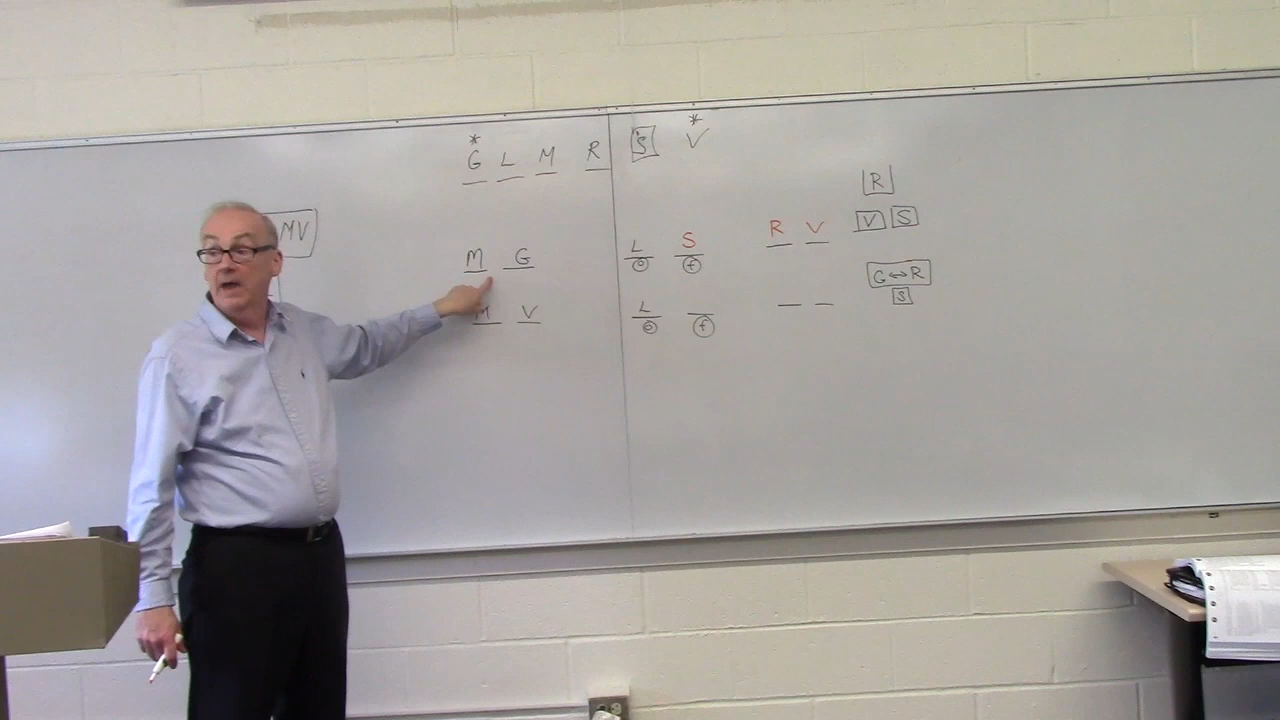 * *
G L M R S V
R
MV M G L S R V V S
o f
G↔R
M V L S
o f